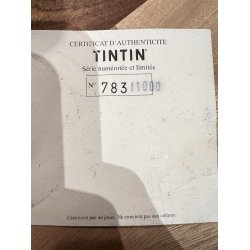 CERTIFICAT D'AUTHENTICITE
TINTIN
Série numérotée et limitée
N° 783/1000
Ceci n'est pas un jouet. Ne convient pas aux enfants